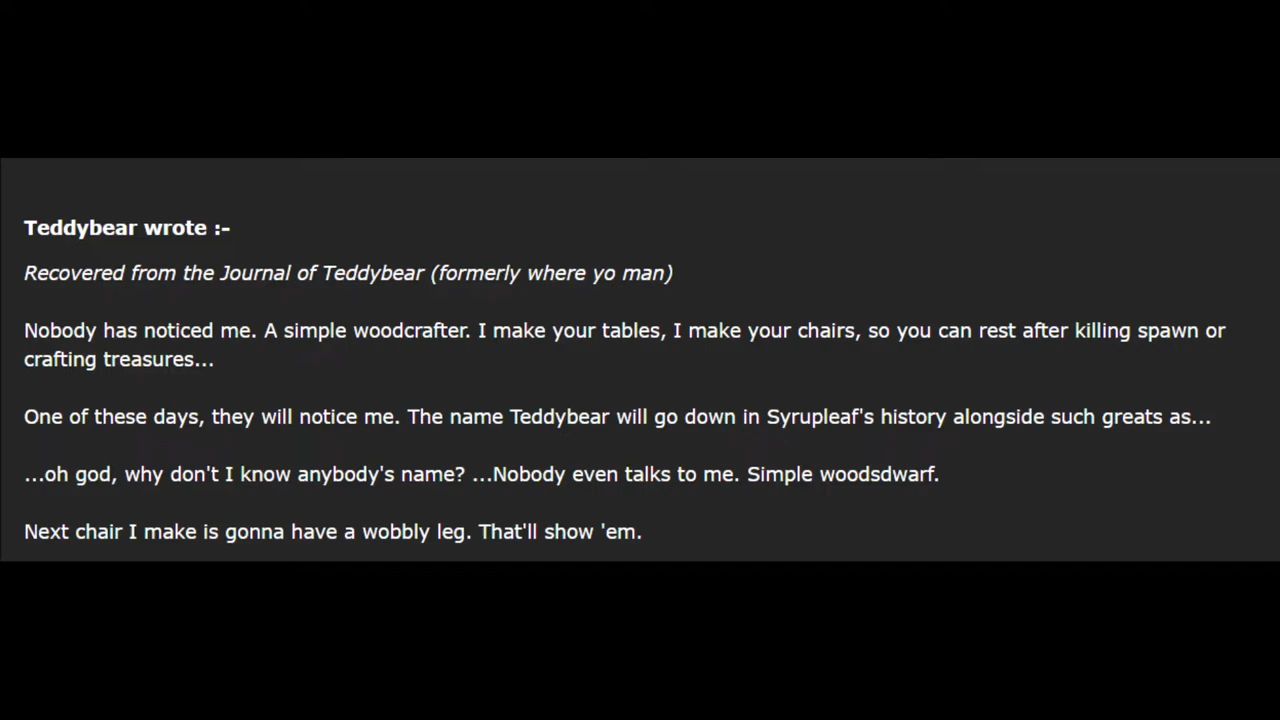 Teddybear wrote :-
Recovered from the Journal of Teddybear (formerly where yo man)
Nobody has noticed me. A simple woodcrafter. I make your tables, I make your chairs, so you can rest after killing spawn or
crafting treasures...
One of these days, they will notice me. The name Teddybear will go down in Syrupleaf's history alongside such greats as...
...oh god, why don't I know anybody's name? ...Nobody even talks to me. Simple woodsdwarf.
Next chair I make is gonna have a wobbly leg. That'll show 'em.